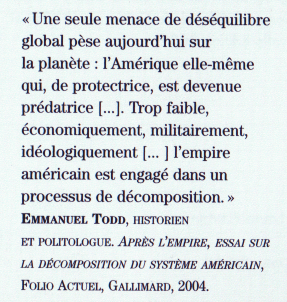 « Une seule menace de déséquilibre
global pèse aujourd'hui sur
la planète : l'Amérique elle-même
qui, de protectrice, est devenue
prédatrice [...]. Trop faible,
économiquement, militairement,
idéologiquement [... ] l'empire
américain est engagé dans un
processus de décomposition. »
EMMANUEL TODD, HISTORIEN
ET POLITOLOGUE. APRÈS L'EMPIRE, ESSAI SUR
LA DÉCOMPOSITION DU SYSTÈME AMÉRICAIN,
FOLIO ACTUEL, GALLIMARD, 2004.